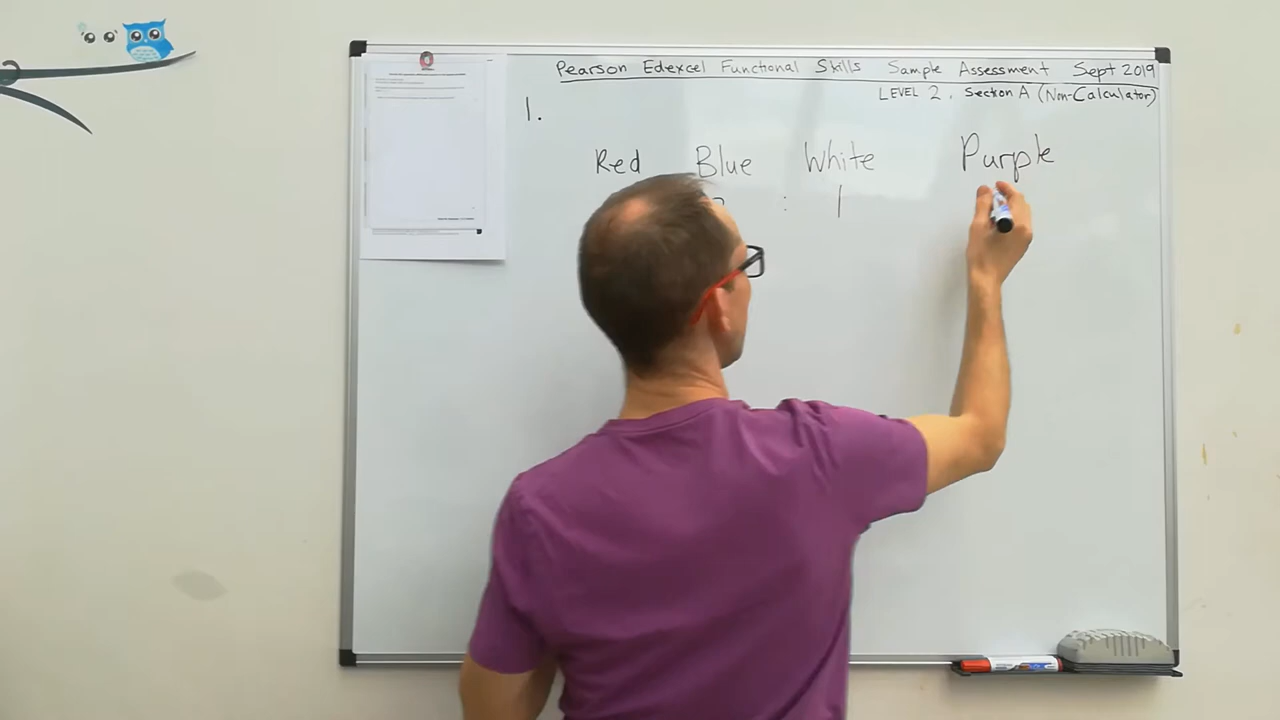 Pearson Edexcel Functional Skills Sample Assessment Sept 2019
LEVEL 2, Section A (Non-Calculator)
1.
Red Blue White Purple
: 1